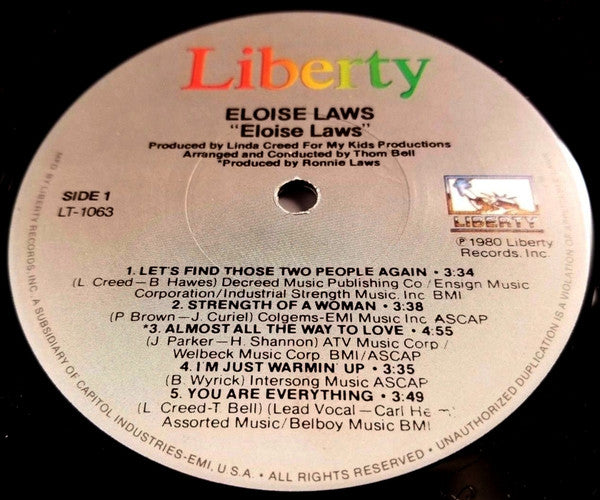 Liberty
ELOISE LAWS
"Eloise Laws"
Produced by Linda Creed For My Kids Productions
Arranged and Conducted by Thom Bell
*Produced by Ronnie Laws
SIDE 1
LT-1063
LIBERTY
℗ 1980 Liberty
Records, Inc.
1. LET'S FIND THOSE TWO PEOPLE AGAIN • 3:34
(L. Creed–B. Hawes) Decreed Music Publishing Co./Ensign Music
Corporation/Industrial Strength Music, Inc. BMI
2. STRENGTH OF A WOMAN • 3:38
(P. Brown–J. Curiel) Colgems-EMI Music Inc. ASCAP
*3. ALMOST ALL THE WAY TO LOVE • 4:55
(J. Parker–H. Shannon) ATV Music Corp./
Welbeck Music Corp. BMI/ASCAP
4. I'M JUST WARMIN' UP • 3:35
(B. Wyrick) Intersong Music ASCAP
5. YOU ARE EVERYTHING • 3:49
(L. Creed-T. Bell) (Lead Vocal–Carl
Assorted Music/Belboy Music BMI
MFD. BY LIBERTY RECORDS, INC., A SUBSIDIARY OF CAPITOL INDUSTRIES-EMI, U.S.A. • ALL RIGHTS RESERVED • UNAUTHORIZED DUPLICATION IS A VIOLATION OF